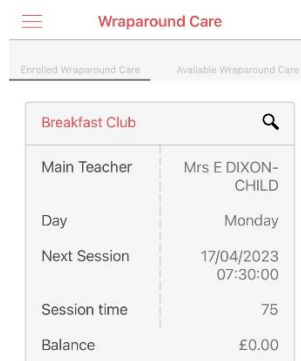 Wraparound Care
Enrolled Wraparound Care Available Wraparound Care
Breakfast Club
Main Teacher Mrs E DIXON-
CHILD
Day Monday
Next Session 17/04/2023
07:30:00
Session time 75
Balance £0.00